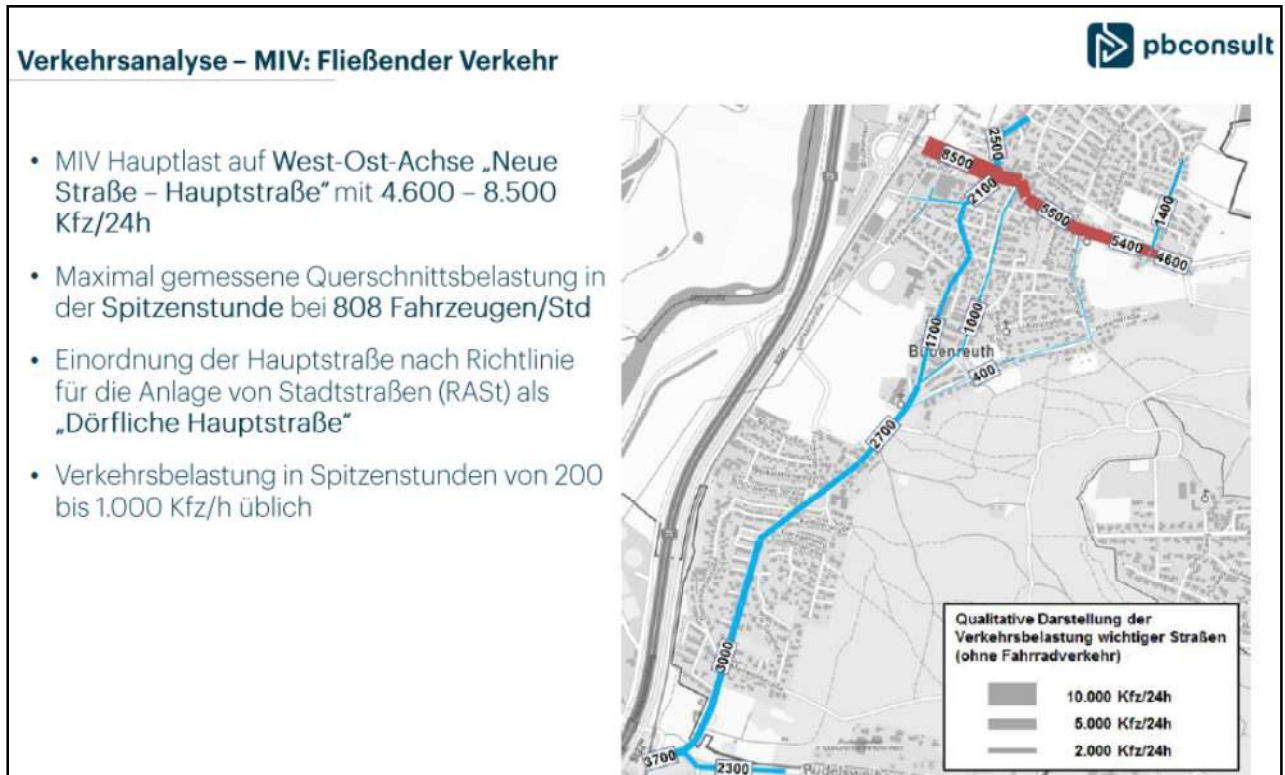 Verkehrsanalyse – MIV: Fließender Verkehr
pbconsult
• MIV Hauptlast auf West-Ost-Achse „Neue
Straße – Hauptstraße“ mit 4.600 – 8.500
Kfz/24h
• Maximal gemessene Querschnittsbelastung in
der Spitzenstunde bei 808 Fahrzeugen/Std
• Einordnung der Hauptstraße nach Richtlinie
für die Anlage von Stadtstraßen (RASt) als
„Dörfliche Hauptstraße“
• Verkehrsbelastung in Spitzenstunden von 200
bis 1.000 Kfz/h üblich
2500
8500
2100
5500
1400
5400
4600
1700
1000
Bubenreuth
400
2700
3000
3700
2300
Qualitative Darstellung der
Verkehrsbelastung wichtiger Straßen
(ohne Fahrradverkehr)
10.000 Kfz/24h
5.000 Kfz/24h
2.000 Kfz/24h